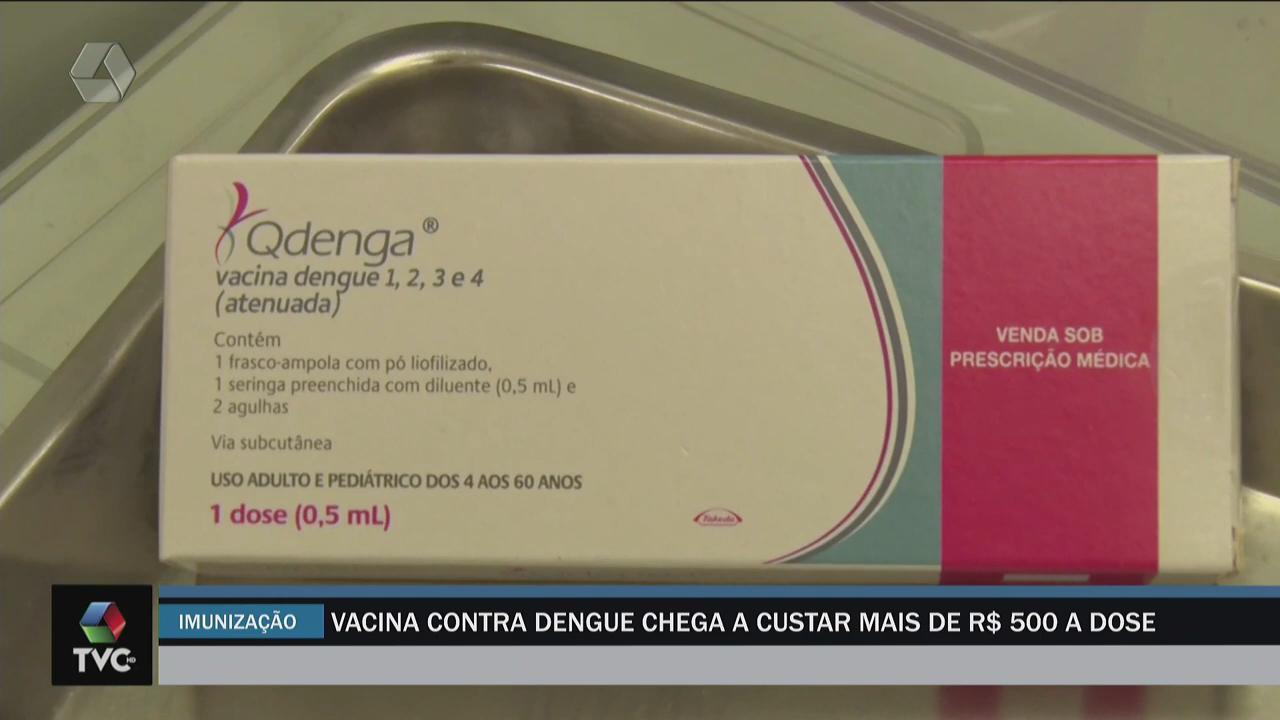 Qdenga®
vacina dengue 1, 2, 3 e 4
(atenuada)
Contém
1 frasco-ampola com pó liofilizado,
1 seringa preenchida com diluente (0,5 mL) e
2 agulhas
Via subcutânea
USO ADULTO E PEDIÁTRICO DOS 4 AOS 60 ANOS
1 dose (0,5 mL)
Takeda
VENDA SOB
PRESCRIÇÃO MÉDICA
IMUNIZAÇÃO
VACINA CONTRA DENGUE CHEGA A CUSTAR MAIS DE R$ 500 A DOSE
TVC HD